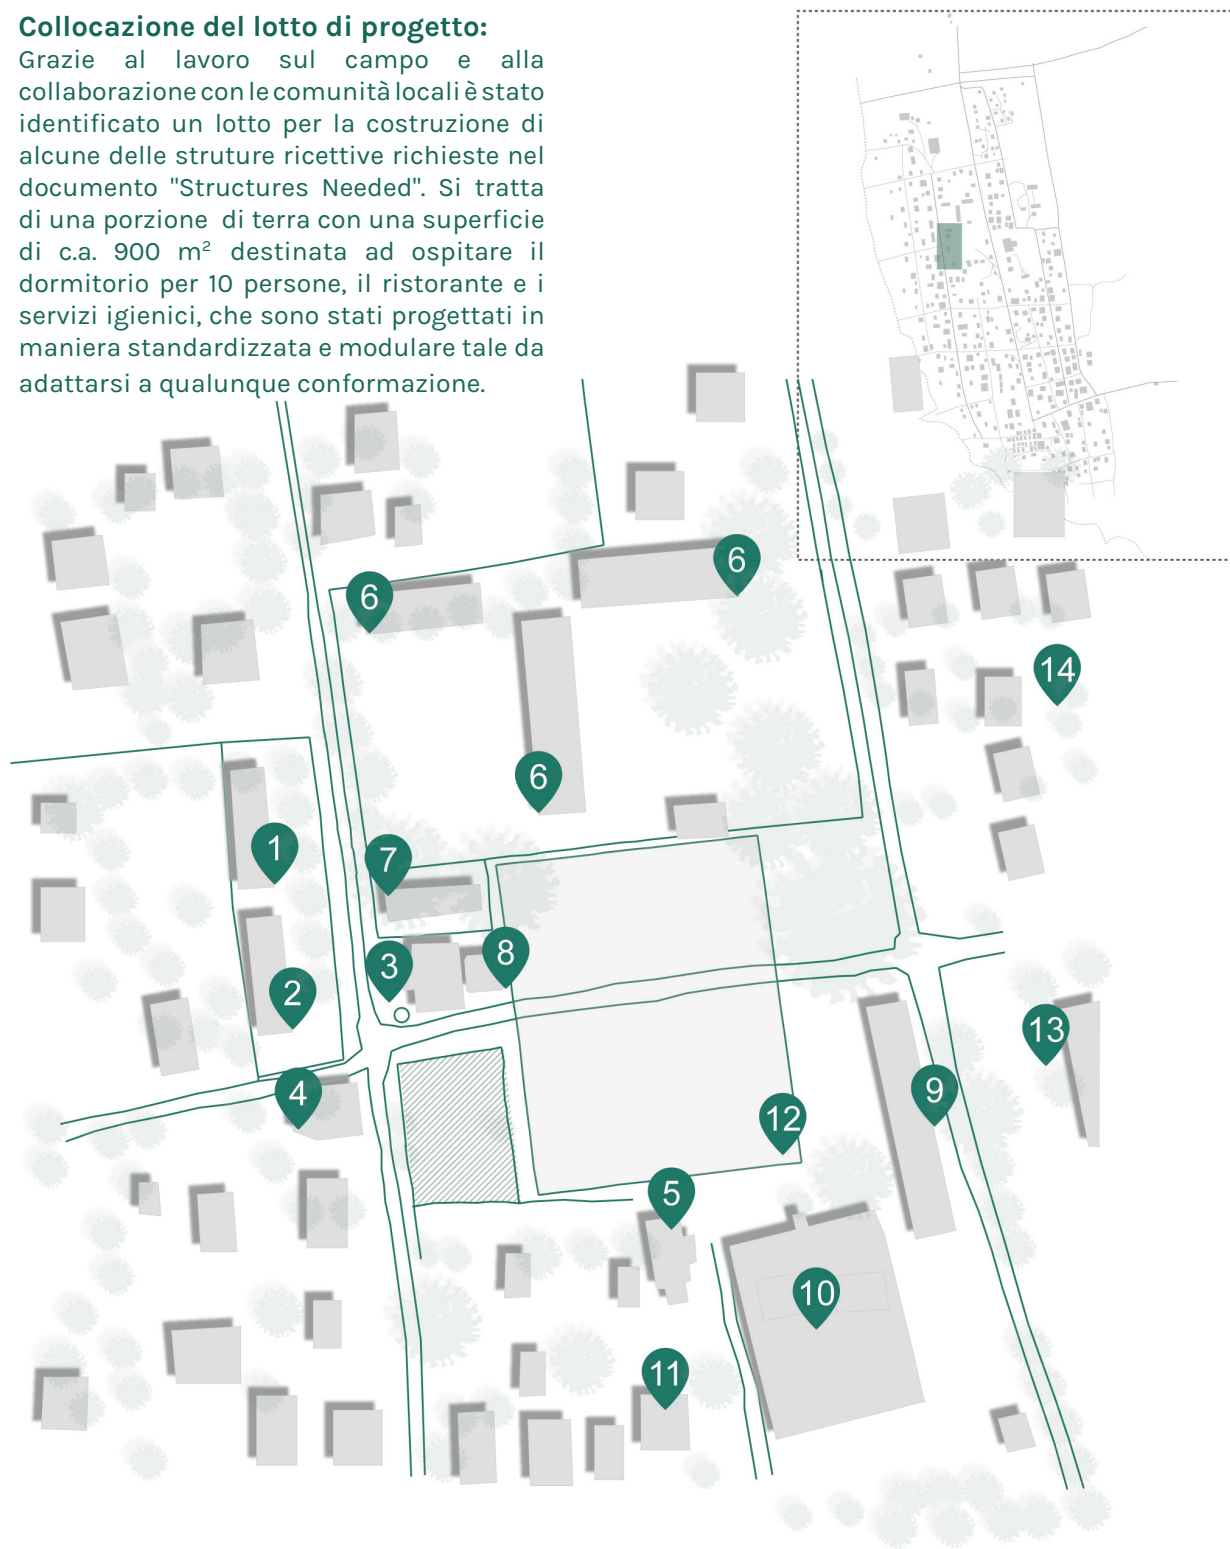 Collocazione del lotto di progetto:
Grazie al lavoro sul campo e alla
collaborazione con le comunità locali è stato
identificato un lotto per la costruzione di
alcune delle struture ricettive richieste nel
documento "Structures Needed". Si tratta
di una porzione di terra con una superficie
di c.a. 900 m² destinata ad ospitare il
dormitorio per 10 persone, il ristorante e i
servizi igienici, che sono stati progettati in
maniera standardizzata e modulare tale da
adattarsi a qualunque conformazione.
6
6
14
6
1
7
3
8
2
13
4
9
12
5
10
11